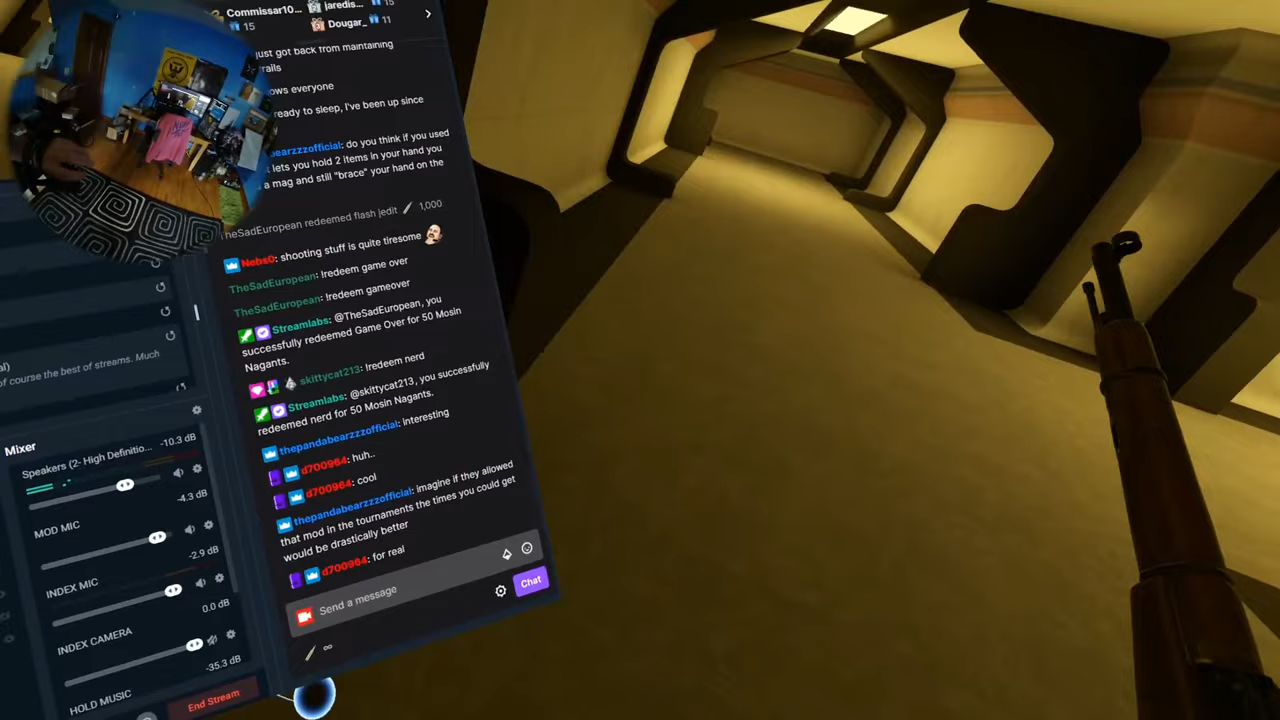 Commissar10... jaredis... 15
15 Dougar_ 11
just got back from maintaining
rails
ows everyone
ready to sleep, I've been up since
bearzzzofficial: do you think if you used
lets you hold 2 items in your hand you
a mag and still "brace" your hand on the
TheSadEuropean redeemed flash jedit 1,000
Nebs0: shooting stuff is quite tiresome
TheSadEuropean: !redeem game over
TheSadEuropean: !redeem gameover
Streamlabs: @TheSadEuropean, you
successfully redeemed Game Over for 50 Mosin
Nagants.
skittycat213: !redeem nerd
Streamlabs: @skittycat213, you successfully
redeemed nerd for 50 Mosin Nagants.
thepandabearzzzofficial: Interesting
d700964: huh..
d700964: cool
thepandabearzzzofficial: imagine if they allowed
that mod in the tournaments the times you could get
would be drastically better
d700964: for real
Send a message
Chat
∞
al)
of course the best of streams. Much
Mixer
Speakers (2- High Definitio... -10.3 dB
-4.3 dB
MOD MIC
-2.9 dB
INDEX MIC
0.0 dB
INDEX CAMERA
-35.3 dB
HOLD MUSIC
End Stream